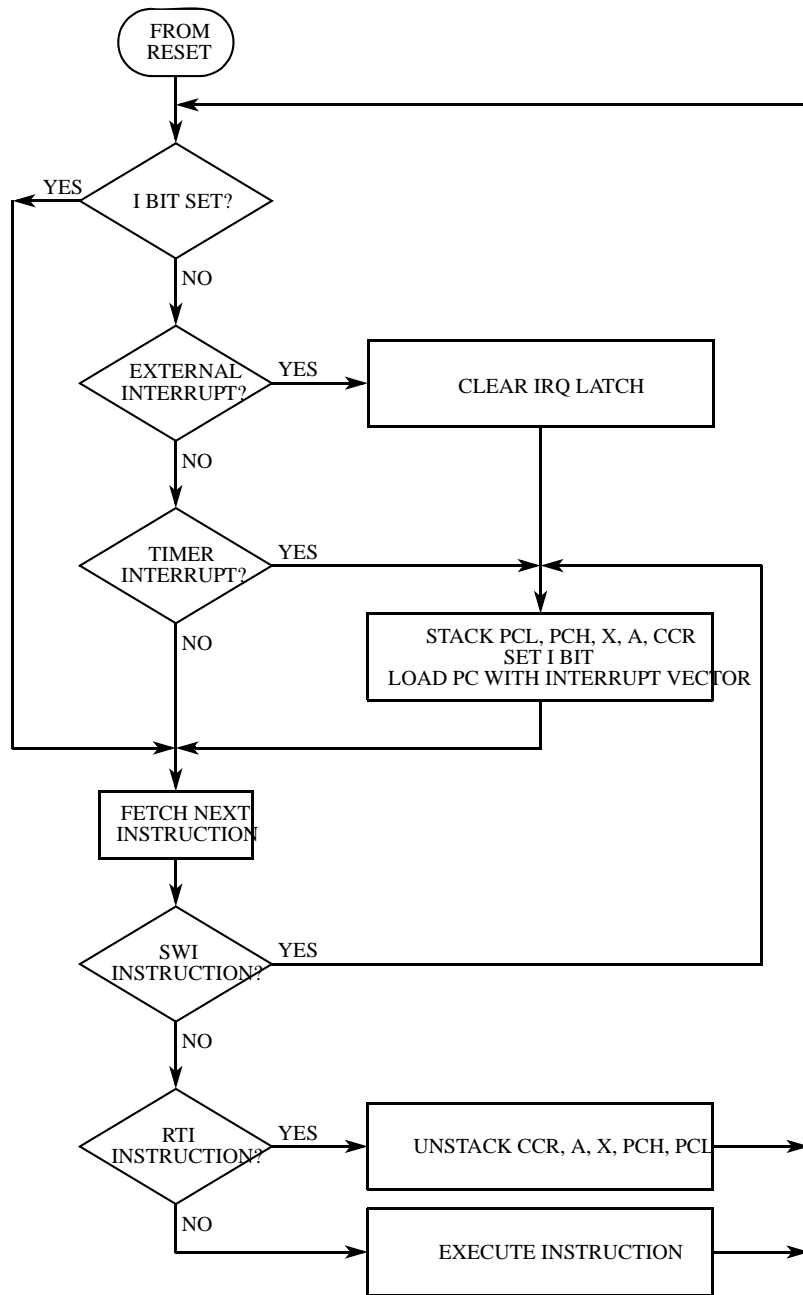 FROM
RESET
YES
I BIT SET?
NO
EXTERNAL
INTERRUPT?
YES
CLEAR IRQ LATCH
NO
TIMER
INTERRUPT?
YES
STACK PCL, PCH, X, A, CCR
SET I BIT
LOAD PC WITH INTERRUPT VECTOR
NO
FETCH NEXT
INSTRUCTION
SWI
INSTRUCTION?
YES
NO
RTI
INSTRUCTION?
YES
UNSTACK CCR, A, X, PCH, PCL
NO
EXECUTE INSTRUCTION